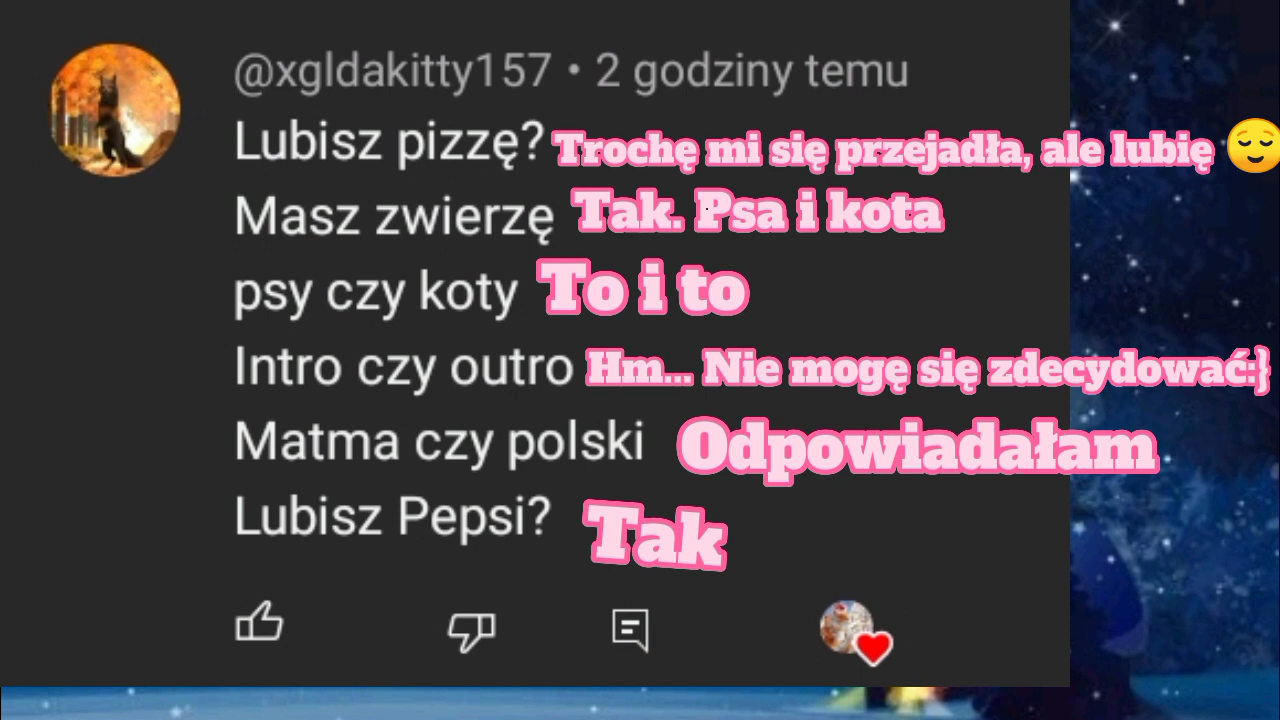 @xgldakitty157 • 2 godziny temu
Lubisz pizzę? Trochę mi się przejadła, ale lubię 😌
Masz zwierzę Tak. Psa i kota
psy czy koty To i to
Intro czy outro Hm... Nie mogę się zdecydować:}
Matma czy polski Odpowiadałam
Lubisz Pepsi? Tak